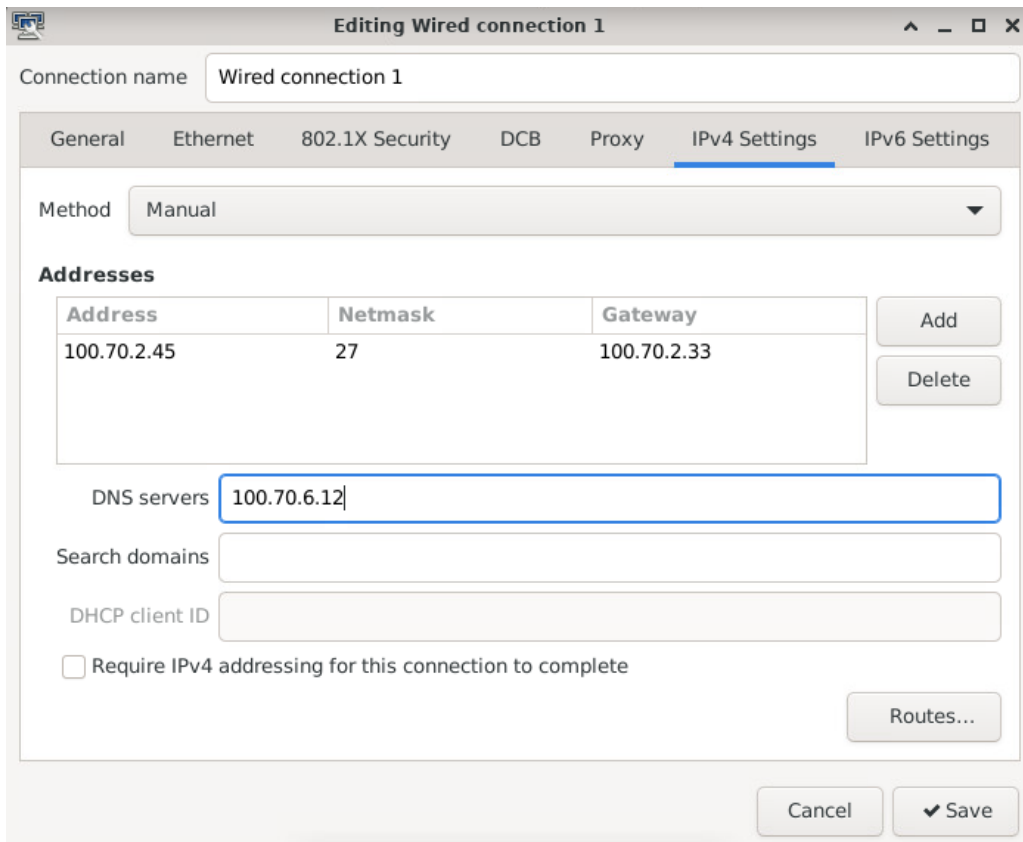 Editing Wired connection 1
Connection name Wired connection 1
General Ethernet 802.1X Security DCB Proxy IPv4 Settings IPv6 Settings
Method Manual
Addresses
Address Netmask Gateway
100.70.2.45 27 100.70.2.33
Add
Delete
DNS servers 100.70.6.12
Search domains
DHCP client ID
Require IPv4 addressing for this connection to complete
Routes...
Cancel Save